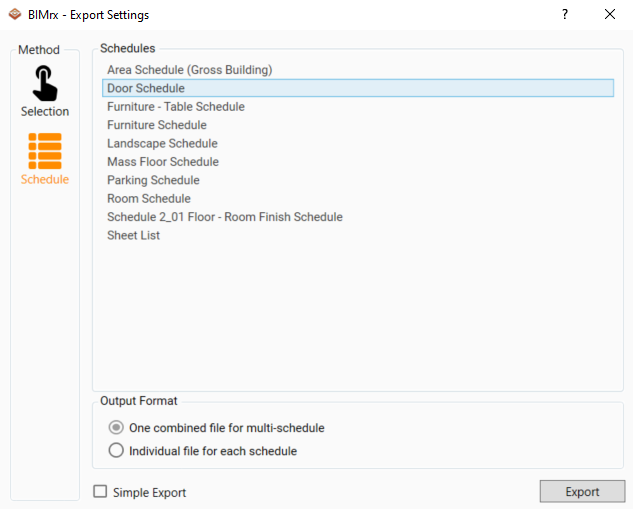 BIMrx - Export Settings
?
Method
Selection
Schedule
Schedules
Area Schedule (Gross Building)
Door Schedule
Furniture - Table Schedule
Furniture Schedule
Landscape Schedule
Mass Floor Schedule
Parking Schedule
Room Schedule
Schedule 2_01 Floor - Room Finish Schedule
Sheet List
Output Format
One combined file for multi-schedule
Individual file for each schedule
Simple Export
Export